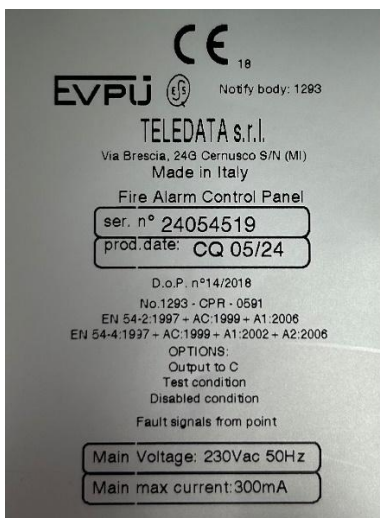 CE 18
EVPÚ EŠS Notify body: 1293
TELEDATA s.r.l.
Via Brescia, 24G Cernusco S/N (MI)
Made in Italy
Fire Alarm Control Panel
ser. n° 24054519
prod.date: CQ 05/24
D.o.P. n°14/2018
No.1293 - CPR - 0591
EN 54-2:1997 + AC:1999 + A1:2006
EN 54-4:1997 + AC:1999 + A1:2002 + A2:2006
OPTIONS:
Output to C
Test condition
Disabled condition
Fault signals from point
Main Voltage: 230Vac 50Hz
Main max current:300mA